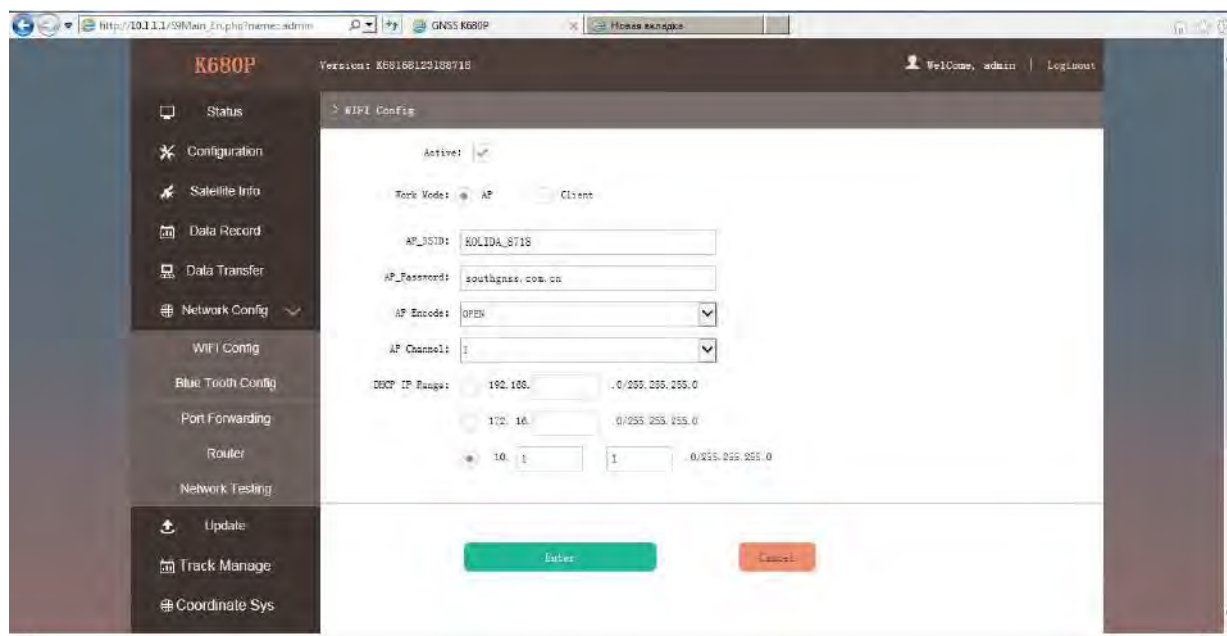 http://10.1.1.1/S9Main_En.php?name=admin
GNSS K680P
Новая вкладка
K680P
Version: K68168123188718
WelCome, admin | Loginout
Status
> WIFI Config
Configuration
Active:
Satellite Info
Work Mode: AP Client
Data Record
AP_SSID: KOLIDA_8718
Data Transfer
AP_Password: southgnss.com.cn
Network Config
AP Encode: OPEN
WIFI Config
AP Channel: 1
Blue Tooth Config
DHCP IP Range: 192.168. .0/255.255.255.0
Port Forwarding
172. 16. .0/255.255.255.0
Router
10. 1 1 .0/255.255.255.0
Network Testing
Update
Enter
Cancel
Track Manage
Coordinate Sys